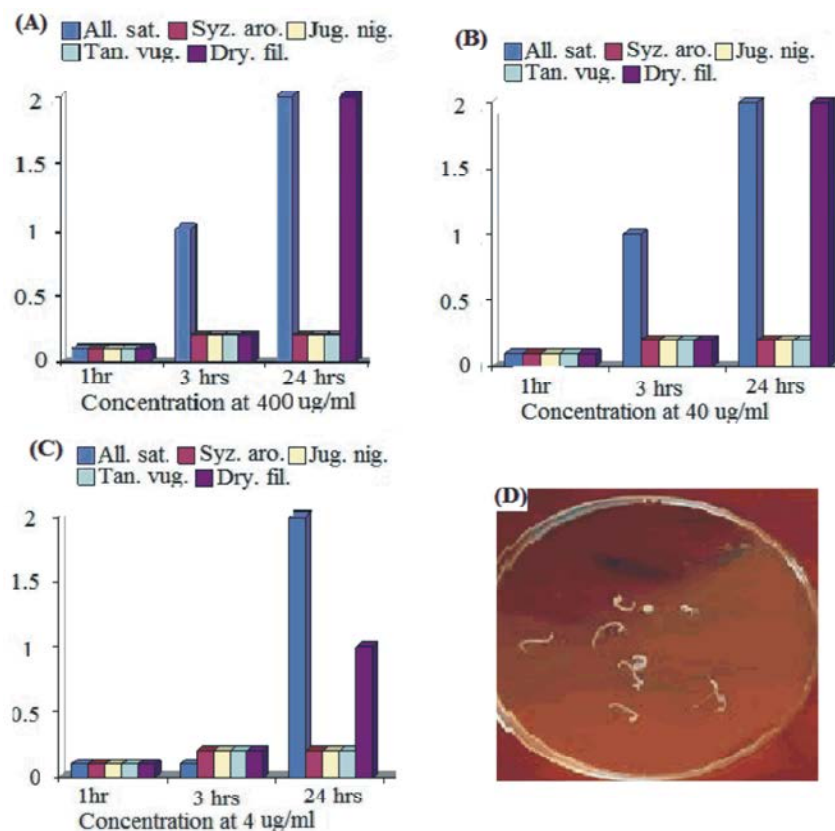 (A)
All. sat. Syz. aro. Jug. nig.
Tan. vug. Dry. fil.
2
1.5
1
0.5
0
1hr 3 hrs 24 hrs
Concentration at 400 ug/ml
(B)
All. sat. Syz. aro. Jug. nig.
Tan. vug. Dry. fil.
2
1.5
1
0.5
0
1hr 3 hrs 24 hrs
Concentration at 40 ug/ml
(C)
All. sat. Syz. aro. Jug. nig.
Tan. vug. Dry. fil.
2
1.5
1
0.5
0
1hr 3 hrs 24 hrs
Concentration at 4 ug/ml
(D)